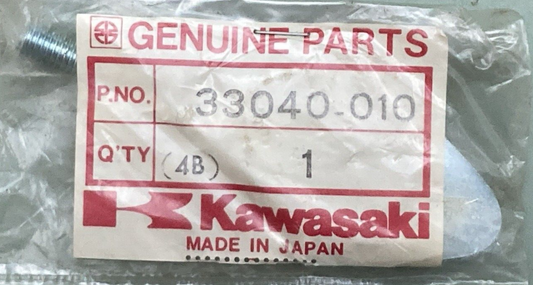 GENUINE PARTS
P.NO. 33040-010
Q'TY (4B) 1
Kawasaki
MADE IN JAPAN